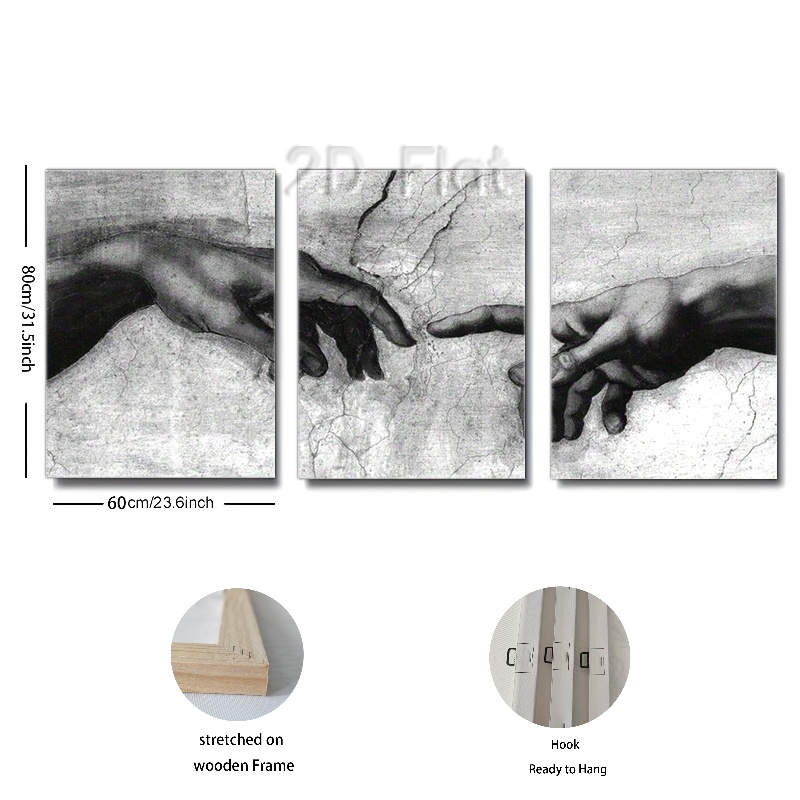 2D Flat
80cm/31.5inch
60cm/23.6inch
stretched on
wooden Frame
Hook
Ready to Hang